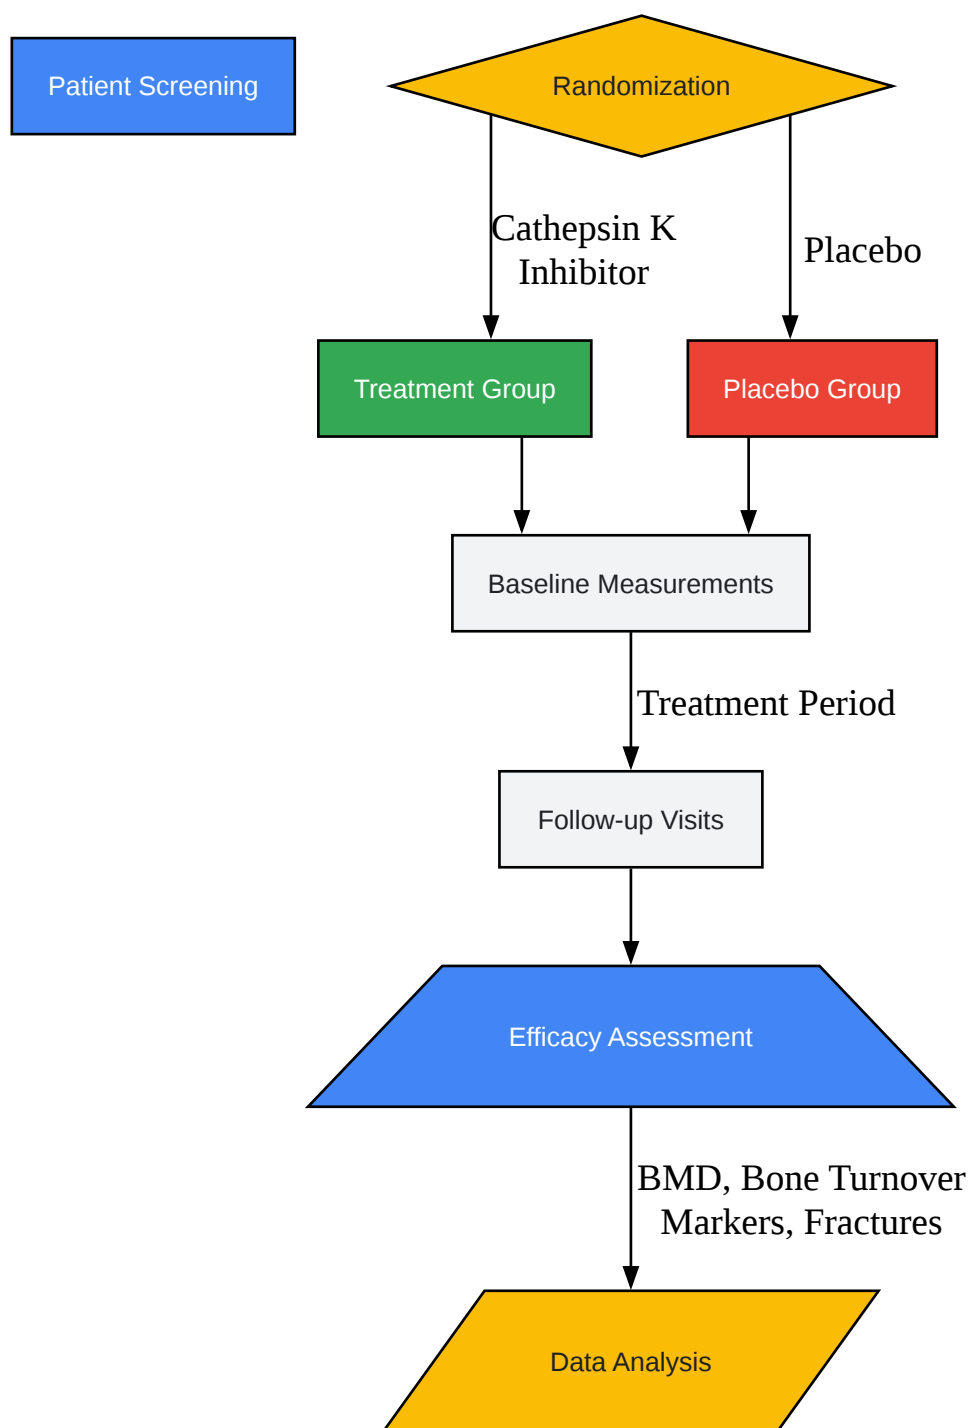 Patient Screening
Randomization
Cathepsin K
Inhibitor
Placebo
Treatment Group
Placebo Group
Baseline Measurements
Treatment Period
Follow-up Visits
Efficacy Assessment
BMD, Bone Turnover
Markers, Fractures
Data Analysis